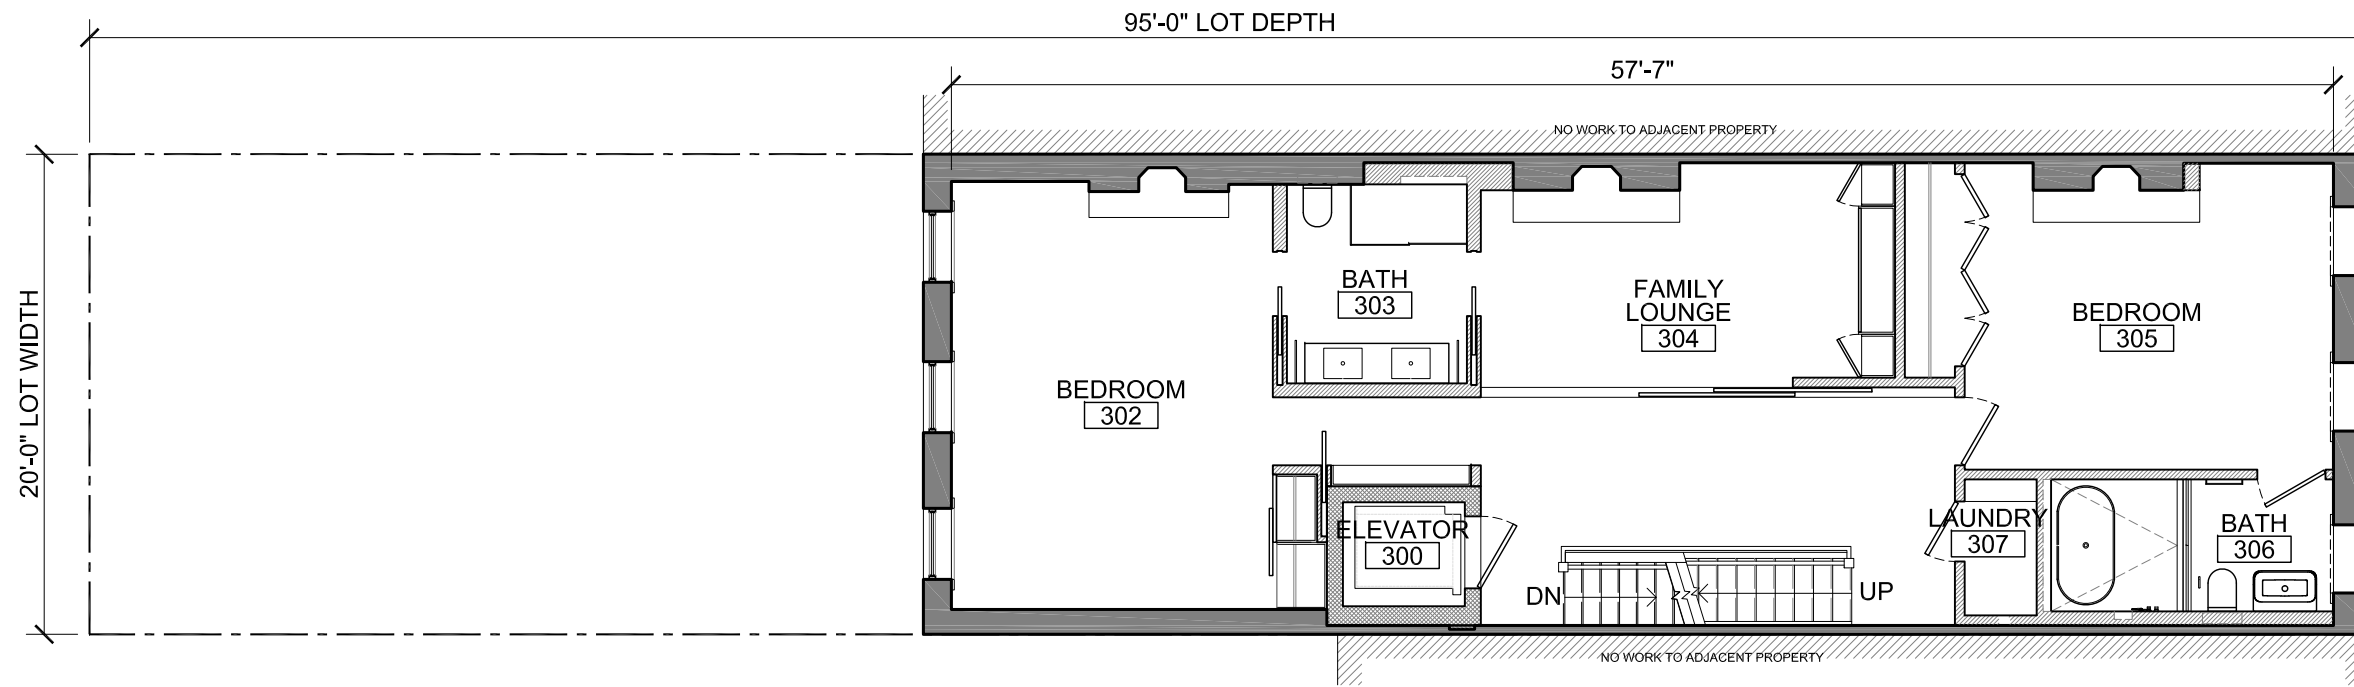 95'-0" LOT DEPTH
57'-7"
NO WORK TO ADJACENT PROPERTY
20'-0" LOT WIDTH
BATH
303
FAMILY
LOUNGE
304
BEDROOM
305
BEDROOM
302
ELEVATOR
300
LAUNDRY
307
BATH
306
DN
UP
NO WORK TO ADJACENT PROPERTY